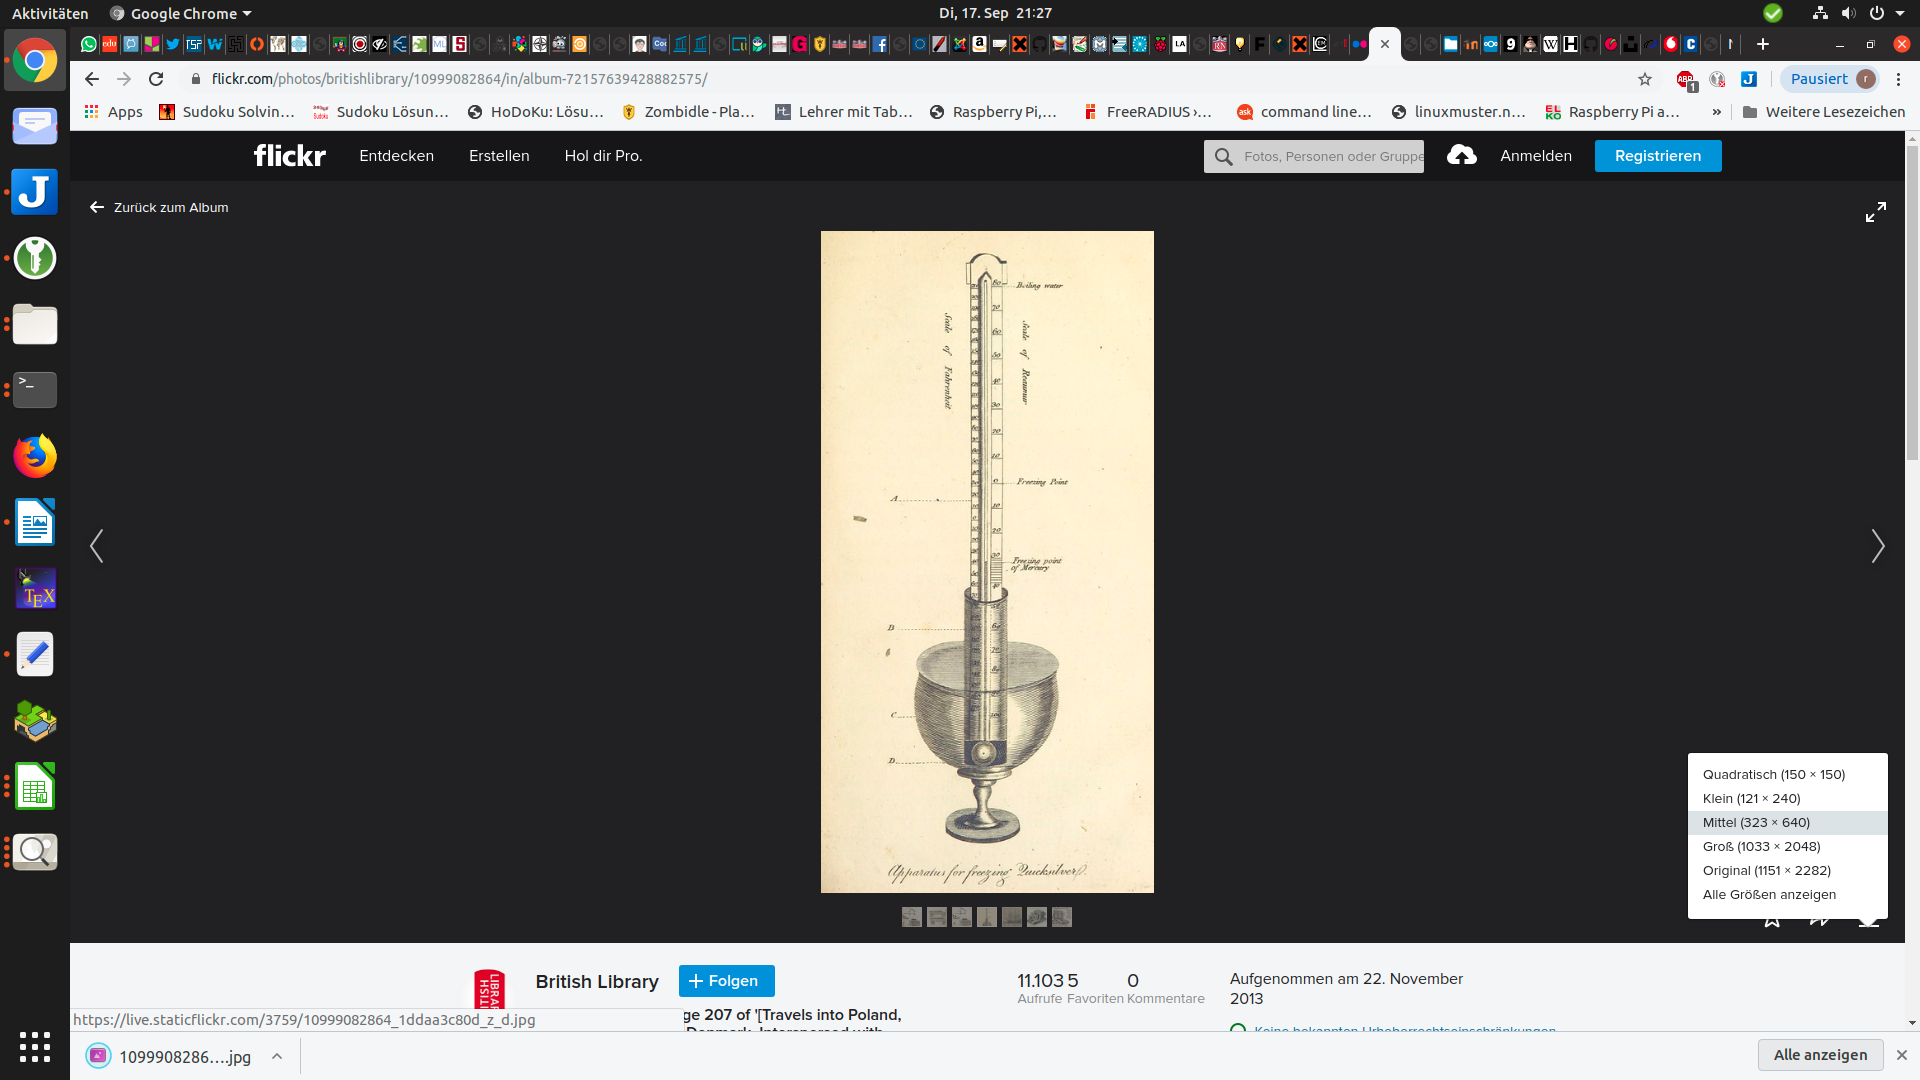 Aktivitäten
Google Chrome
Di, 17. Sep 21:27
flickr.com/photos/britishlibrary/10999082864/in/album-72157639428882575/
Pausiert
r
Apps
Sudoku Solvin…
Sudoku Lösun…
HoDoKu: Lösu…
Zombidle - Pla…
Lehrer mit Tab…
Raspberry Pi,…
FreeRADIUS ›…
command line…
linuxmuster.n…
Raspberry Pi a…
»
Weitere Lesezeichen
flickr
Entdecken
Erstellen
Hol dir Pro.
Fotos, Personen oder Gruppe
Anmelden
Registrieren
Zurück zum Album
Boiling water
Scale of Fahrenheit
Scale of Reaumur
Freezing Point
A
Freezing point
of Mercury
B
C
D
Apparatus for freezing Quicksilver.
Quadratisch (150 × 150)
Klein (121 × 240)
Mittel (323 × 640)
Groß (1033 × 2048)
Original (1151 × 2282)
Alle Größen anzeigen
British Library
+ Folgen
11.103
Aufrufe
5
Favoriten
0
Kommentare
Aufgenommen am 22. November
2013
ge 207 of '[Travels into Poland,
Keine bekannten Urheberrechtseinschränkungen
https://live.staticflickr.com/3759/10999082864_1ddaa3c80d_z_d.jpg
1099908286….jpg
Alle anzeigen